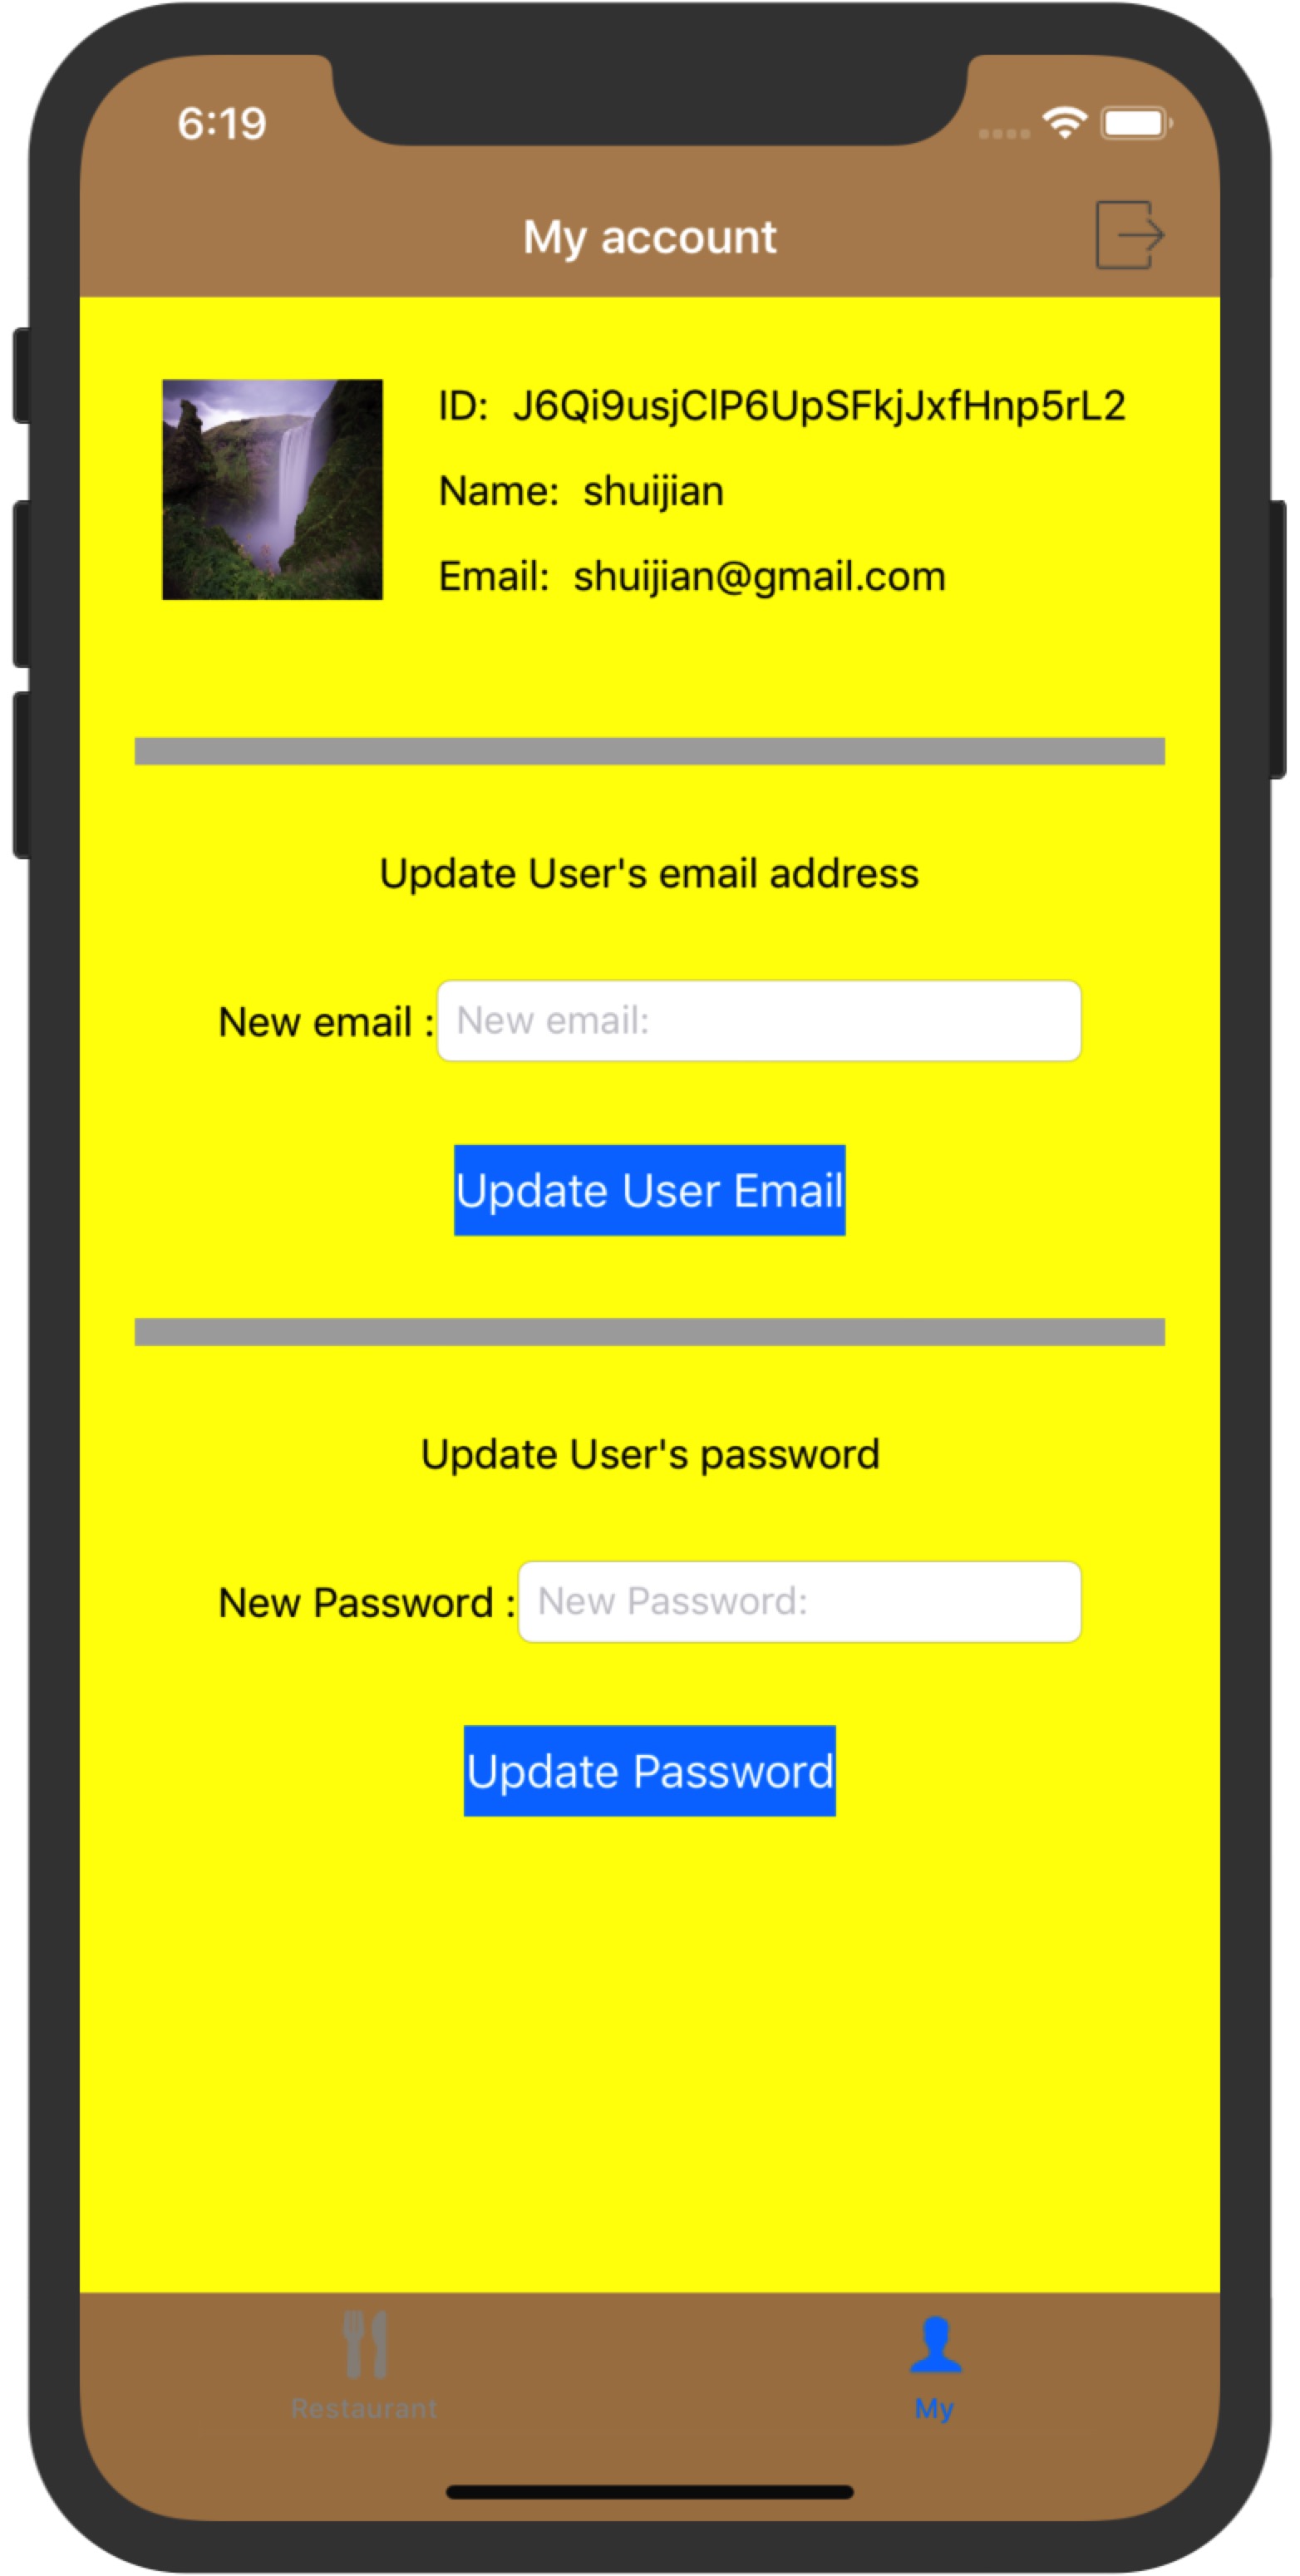 6:19
My account
ID: J6Qi9usjClP6UpSFkjJxfHnp5rL2
Name: shuijian
Email: shuijian@gmail.com
Update User's email address
New email : New email:
Update User Email
Update User's password
New Password : New Password:
Update Password
Restaurant My